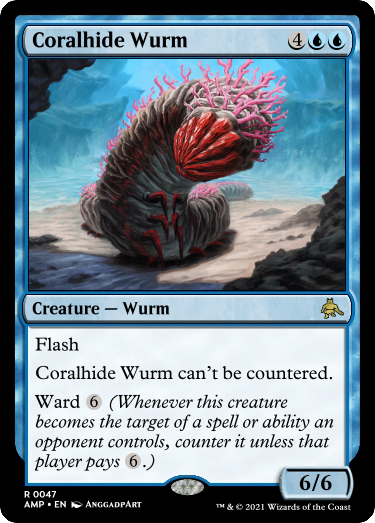 Coralhide Wurm 4
Creature — Wurm
Flash
Coralhide Wurm can't be countered.
Ward 6 (Whenever this creature
becomes the target of a spell or ability an
opponent controls, counter it unless that
player pays 6.)
6/6
R 0047
AMP • EN AnggadpArt
™ & © 2021 Wizards of the Coast